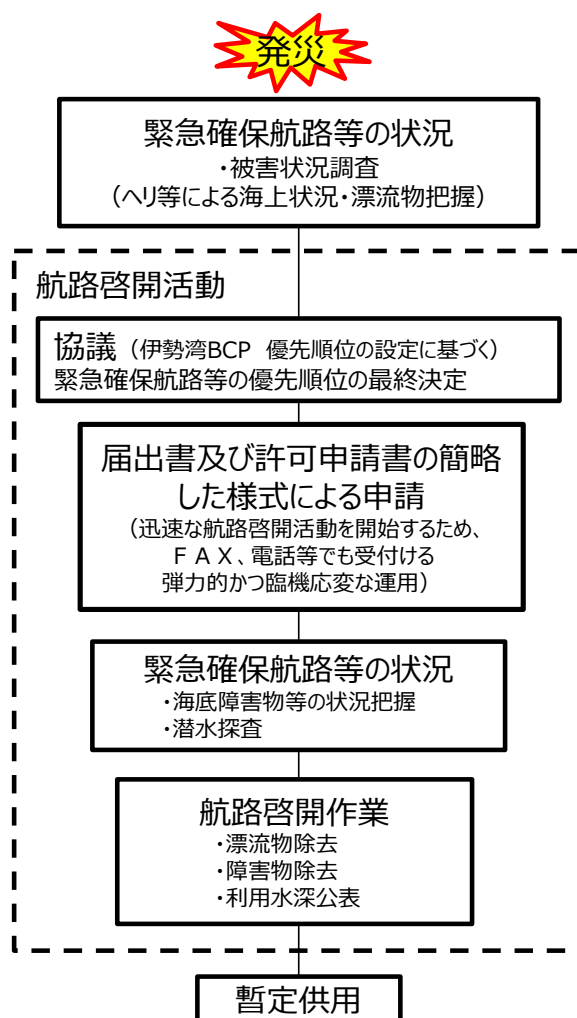 発災
緊急確保航路等の状況
・被害状況調査
（ヘリ等による海上状況・漂流物把握）
航路啓開活動
協議（伊勢湾BCP 優先順位の設定に基づく）
緊急確保航路等の優先順位の最終決定
届出書及び許可申請書の簡略
した様式による申請
（迅速な航路啓開活動を開始するため、
ＦＡＸ、電話等でも受付ける
弾力的かつ臨機応変な運用）
緊急確保航路等の状況
・海底障害物等の状況把握
・潜水探査
航路啓開作業
・漂流物除去
・障害物除去
・利用水深公表
暫定供用